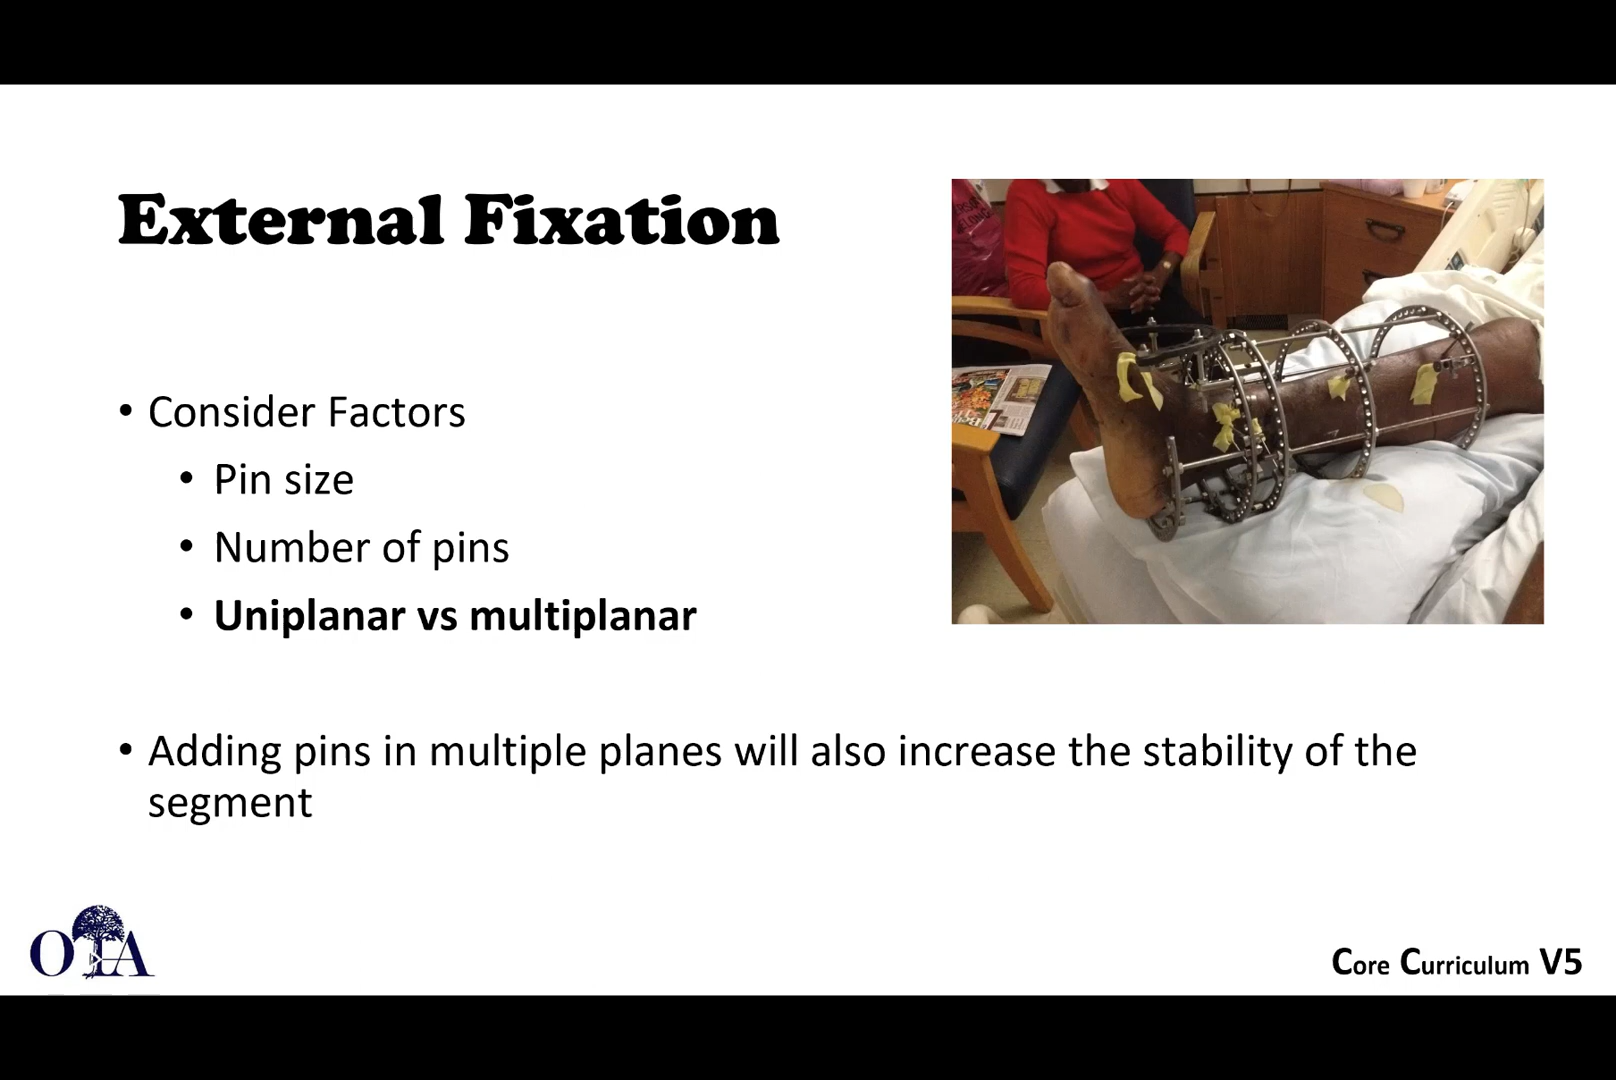 External Fixation
• Consider Factors
• Pin size
• Number of pins
• Uniplanar vs multiplanar
• Adding pins in multiple planes will also increase the stability of the
segment
OTA
Core Curriculum V5